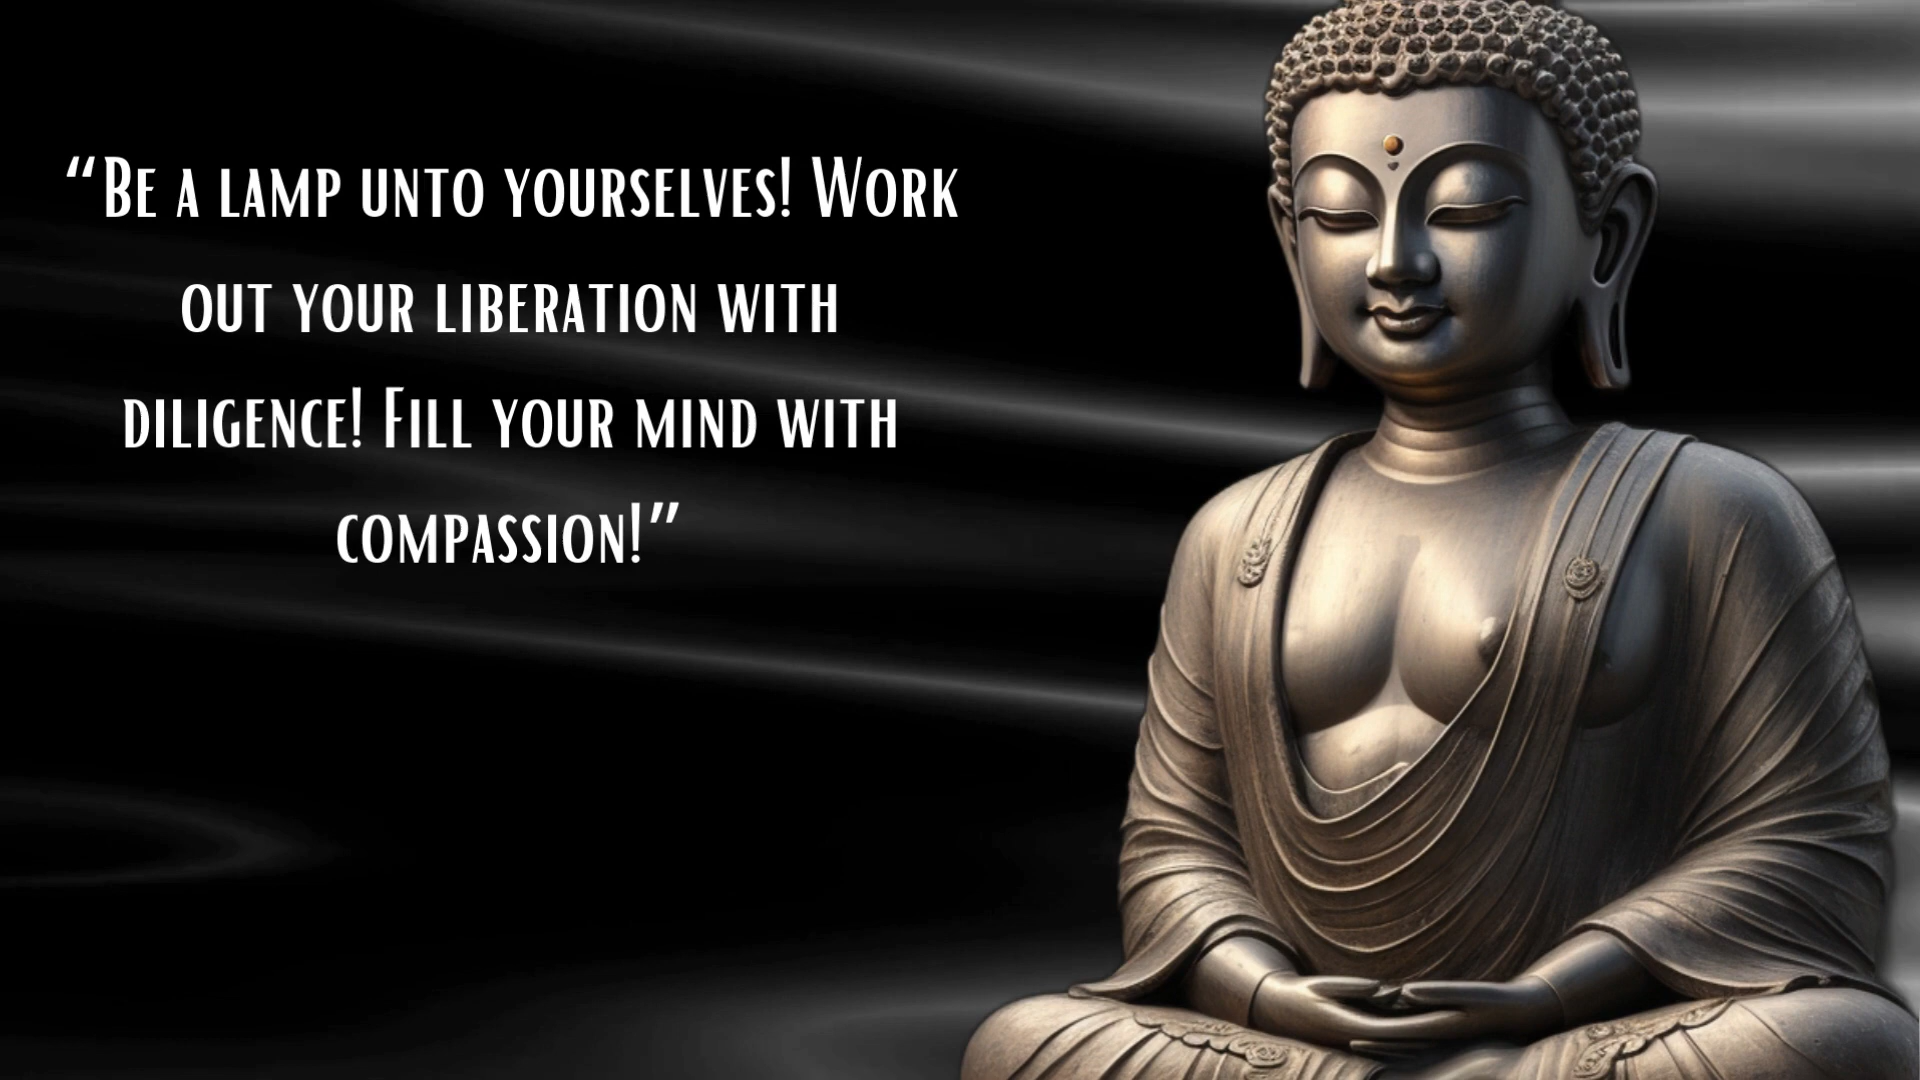 “Be a lamp unto yourselves! Work
out your liberation with
diligence! Fill your mind with
compassion!”